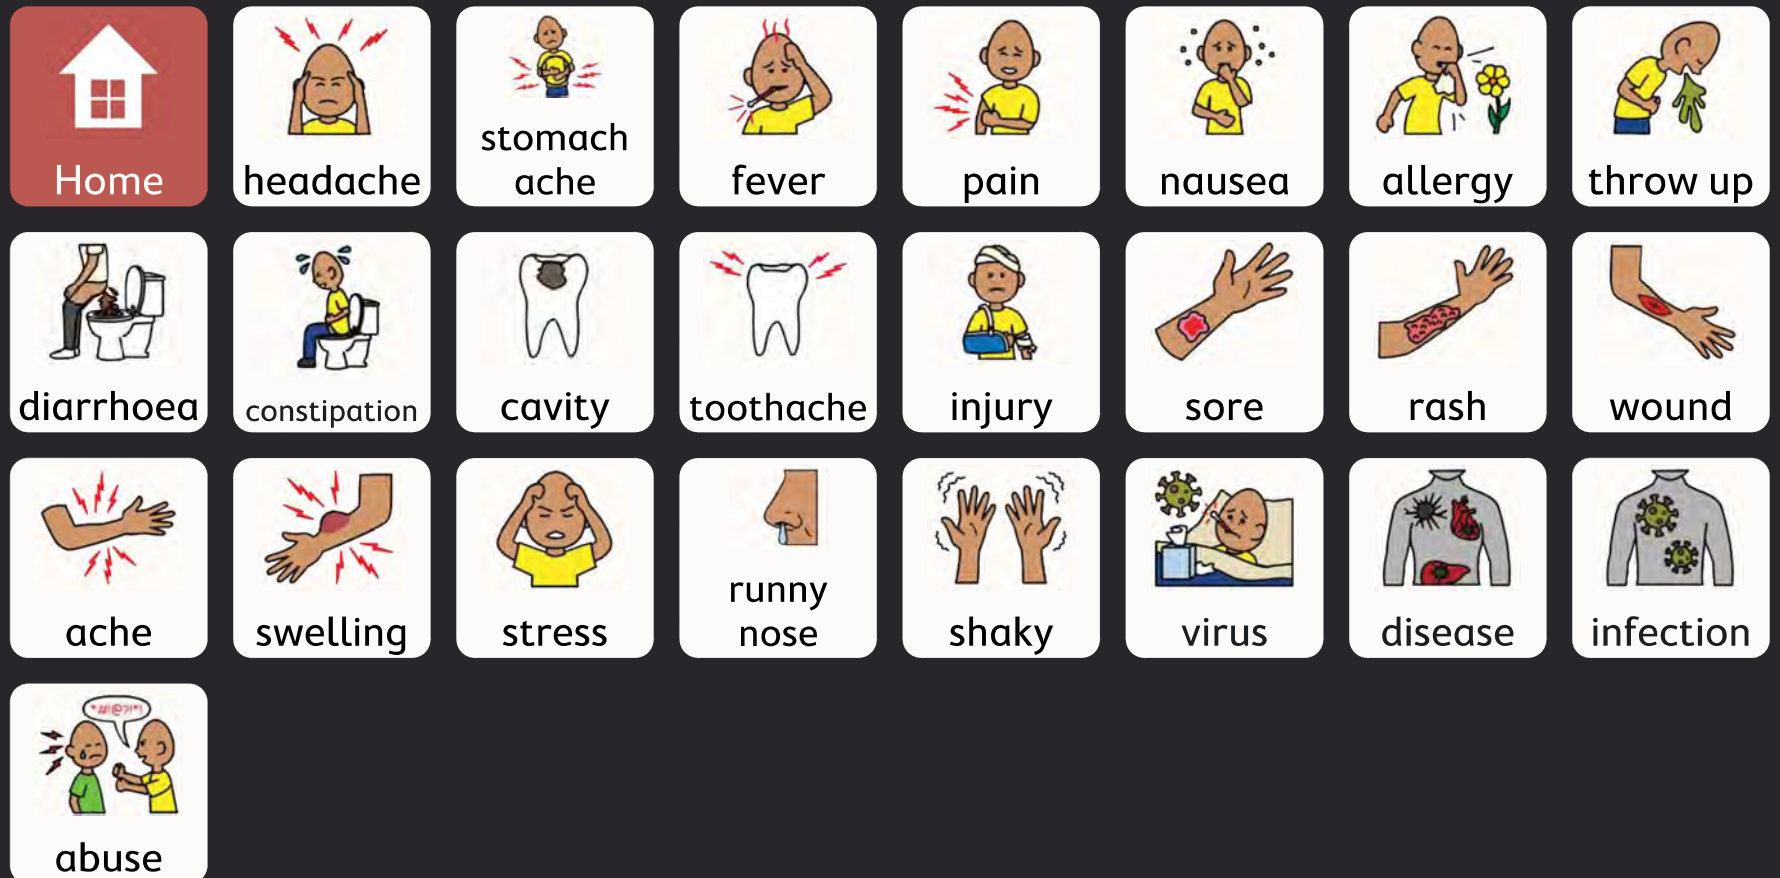 Home
headache
stomach
ache
fever
pain
nausea
allergy
throw up
diarrhoea
constipation
cavity
toothache
injury
sore
rash
wound
ache
swelling
stress
runny
nose
shaky
virus
disease
infection
*#!@?!*!
abuse